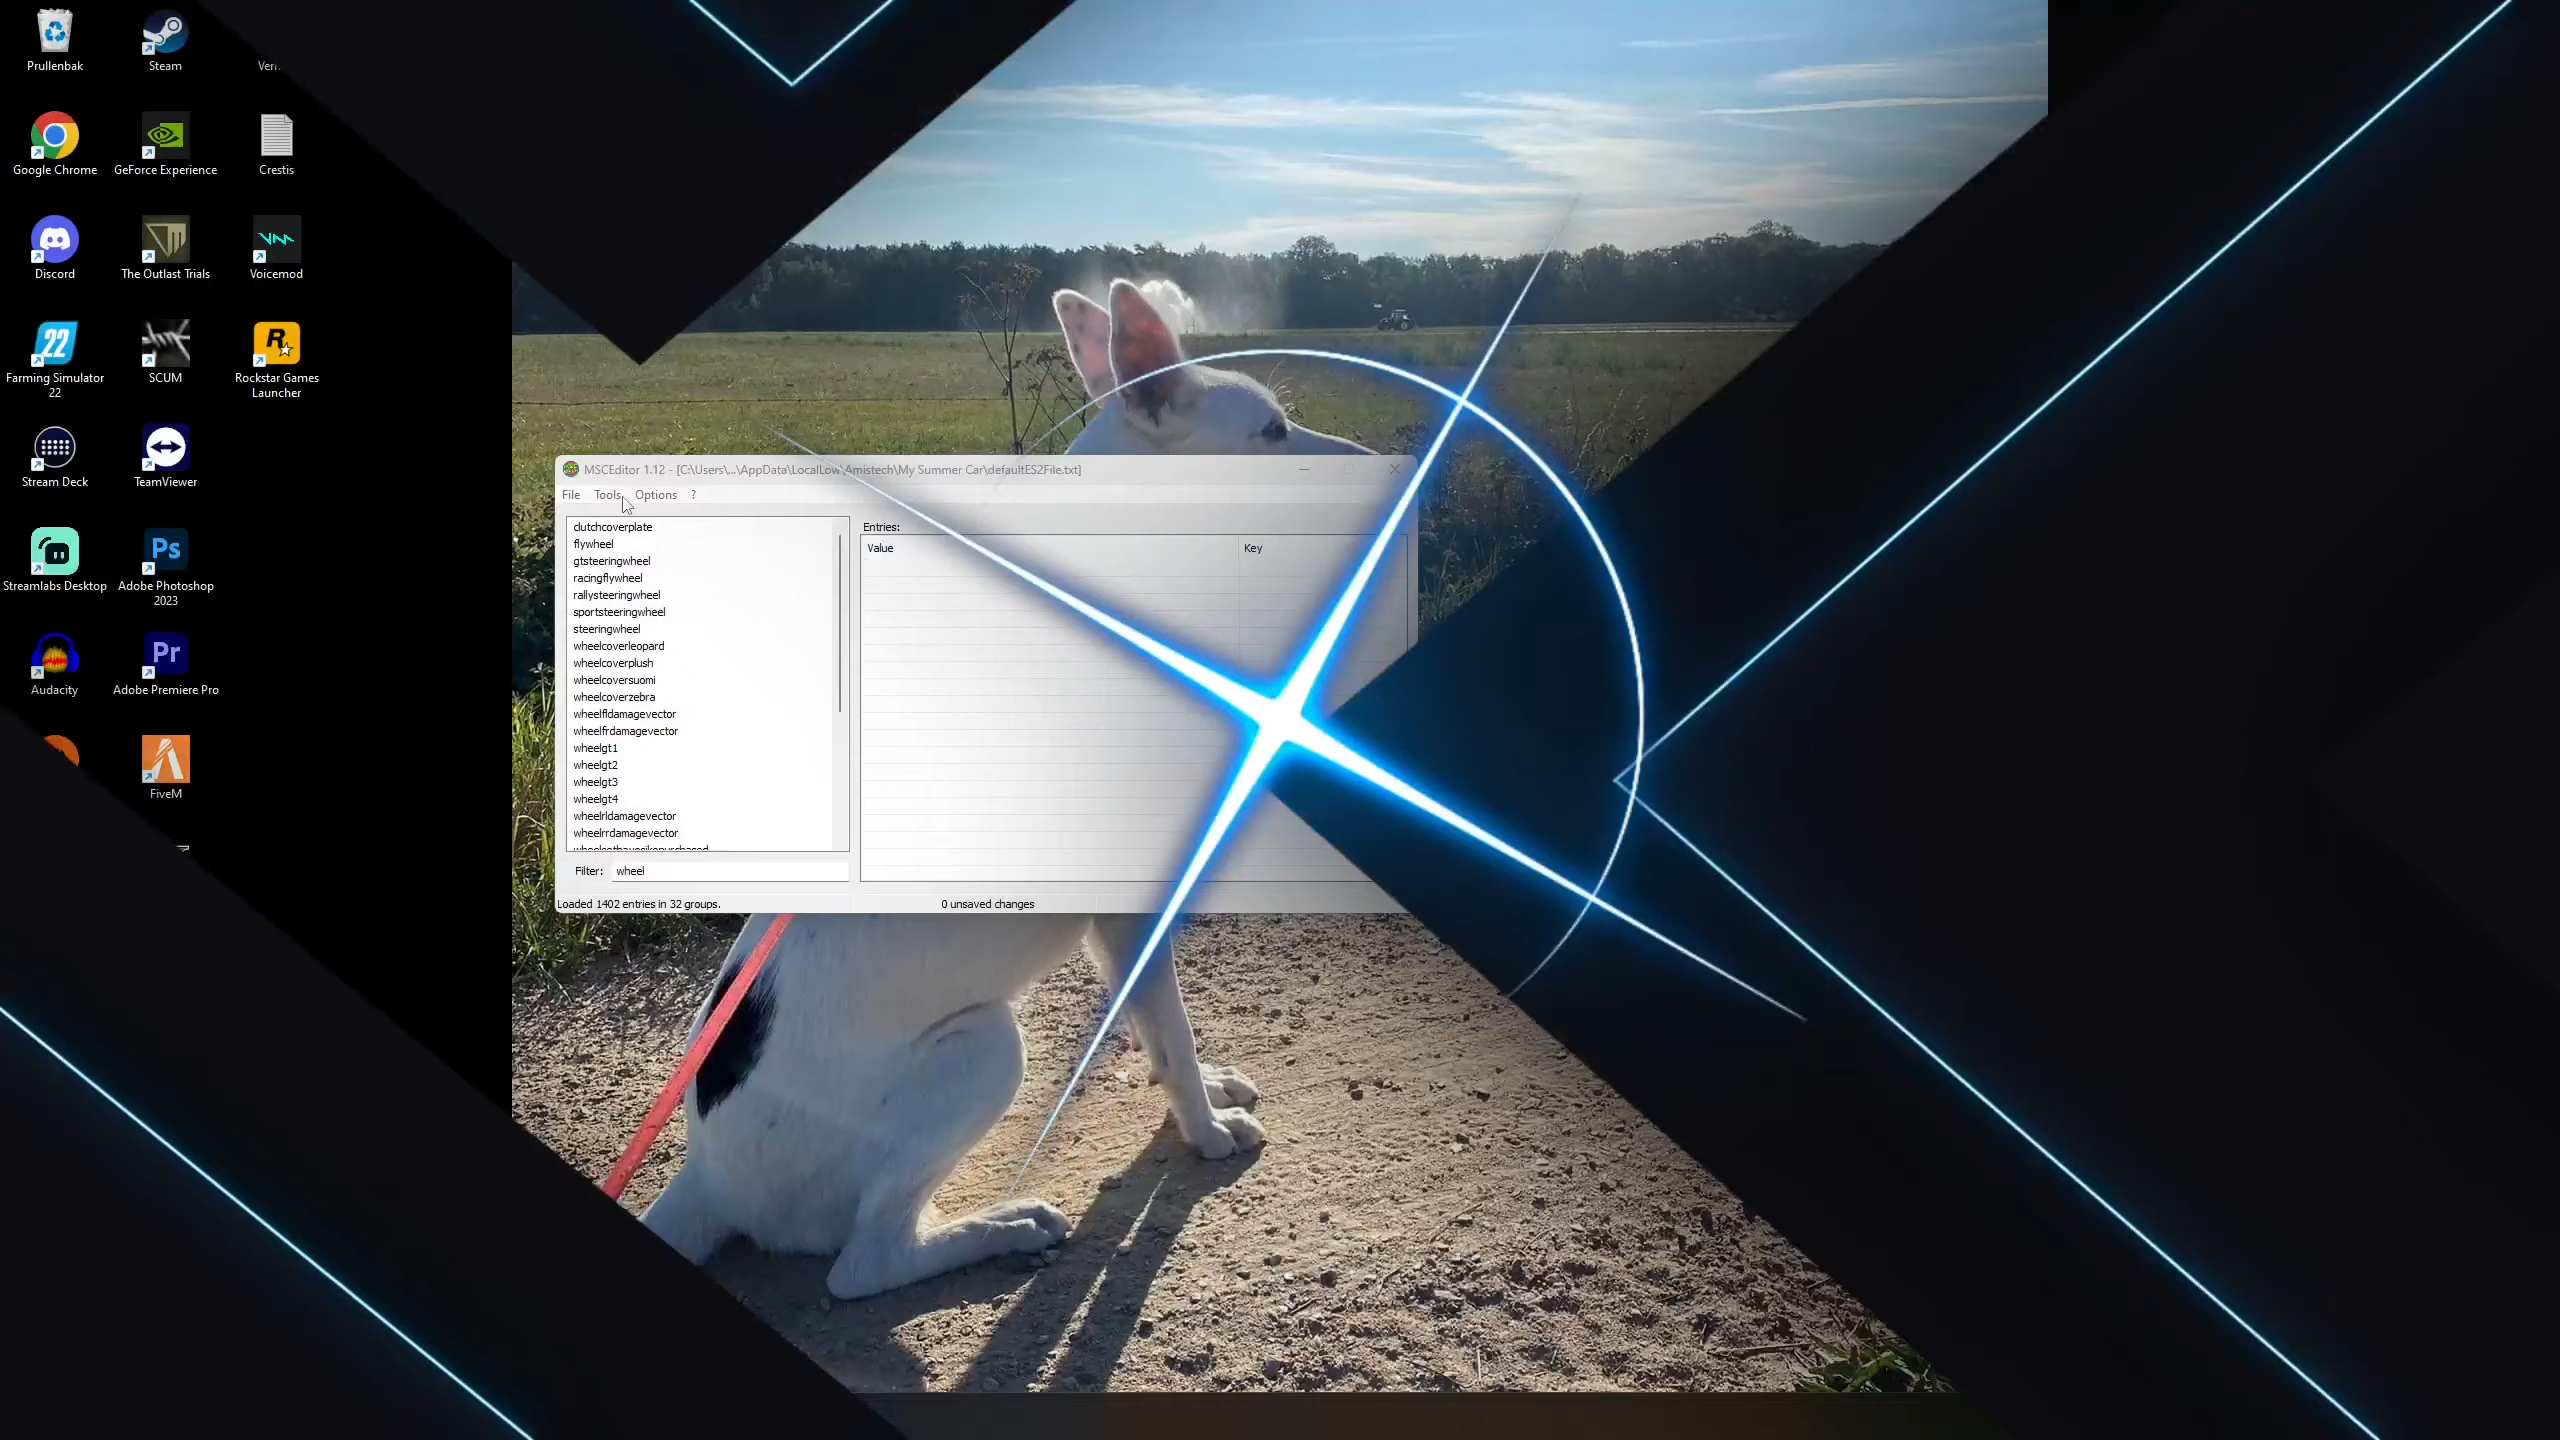 Prullenbak
Steam
Google Chrome
GeForce Experience
Crestis
Discord
The Outlast Trials
Voicemod
22
Farming Simulator
22
SCUM
R
Rockstar Games
Launcher
Stream Deck
TeamViewer
Streamlabs Desktop
Ps
Adobe Photoshop
2023
Audacity
Pr
Adobe Premiere Pro
FiveM
MSCEditor 1.12 - [C:\Users\...\AppData\LocalLow\Amistech\My Summer Car\defaultES2File.txt]
File Tools Options ?
clutchcoverplate
flywheel
gtsteeringwheel
racingflywheel
rallysteeringwheel
sportsteeringwheel
steeringwheel
wheelcoverleopard
wheelcoverplush
wheelcoversuomi
wheelcoverzebra
wheelfldamagevector
wheelfrdamagevector
wheelgt1
wheelgt2
wheelgt3
wheelgt4
wheelrldamagevector
wheelrrdamagevector
Filter: wheel
Entries:
Value Key
Loaded 1402 entries in 32 groups.
0 unsaved changes